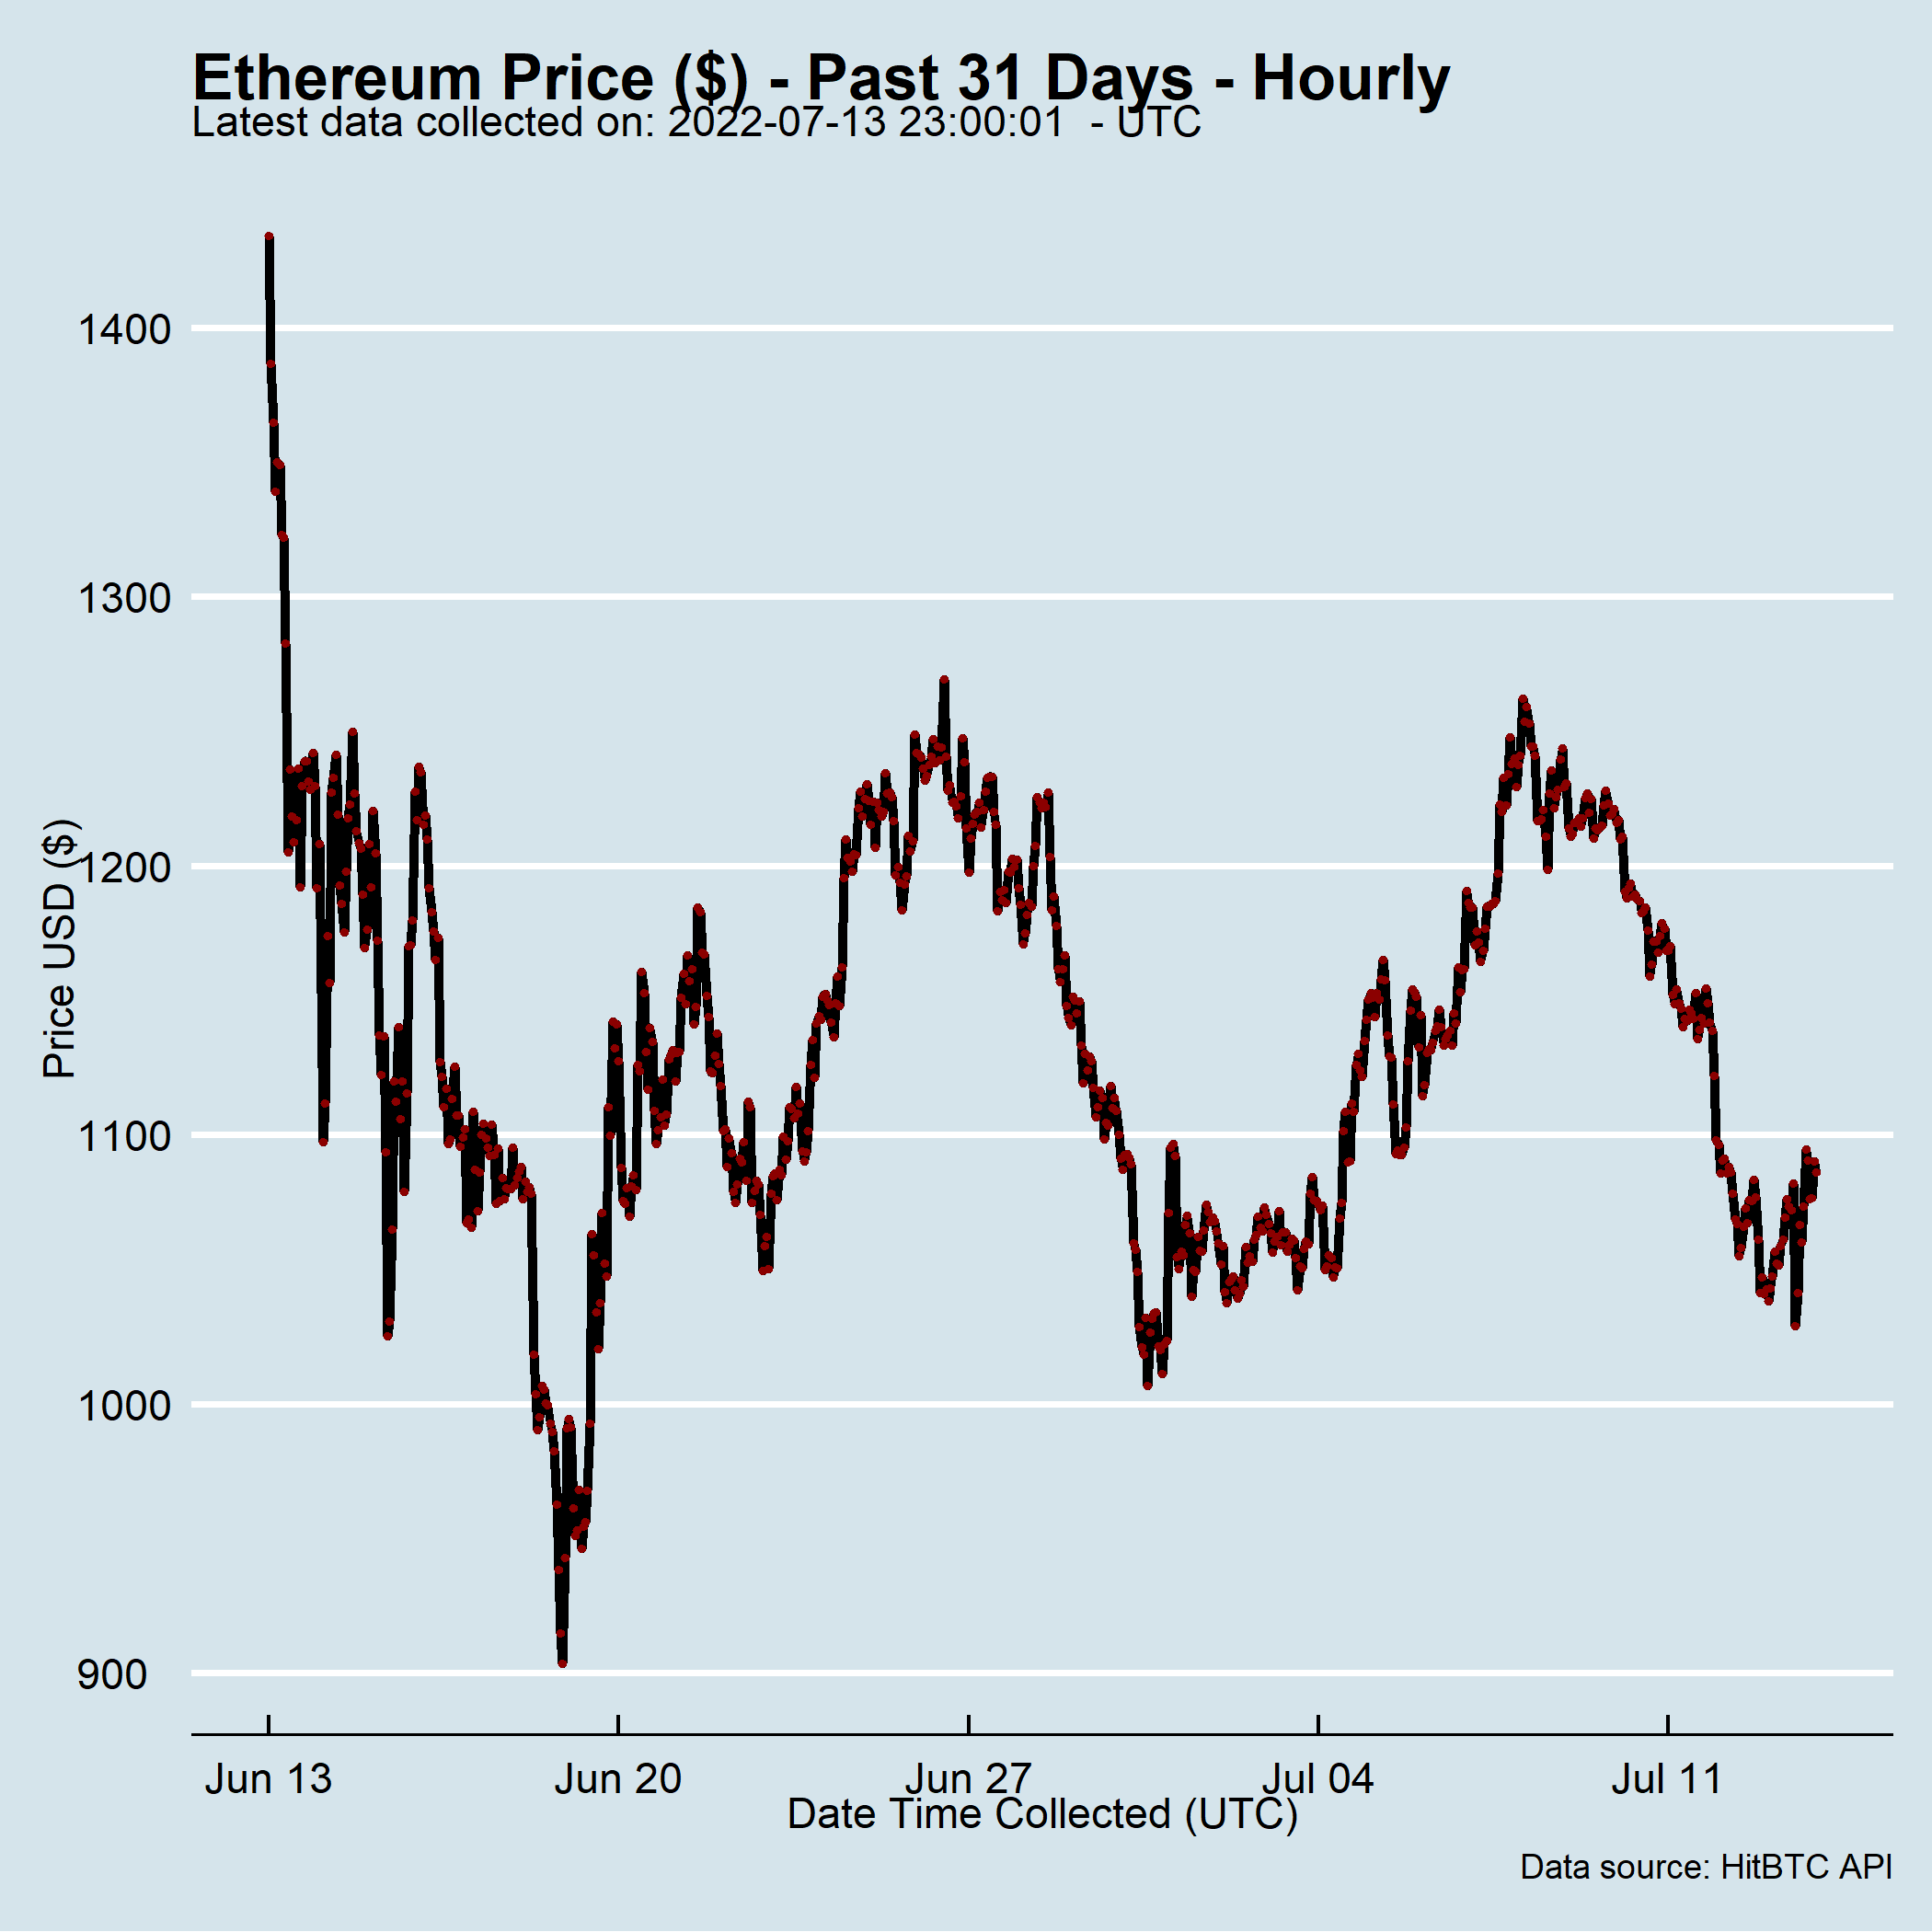 Ethereum Price ($) - Past 31 Days - Hourly
Latest data collected on: 2022-07-13 23:00:01  - UTC
1400
1300
1200
1100
1000
900
Price USD ($)
Jun 13
Jun 20
Jun 27
Jul 04
Jul 11
Date Time Collected (UTC)
Data source: HitBTC API